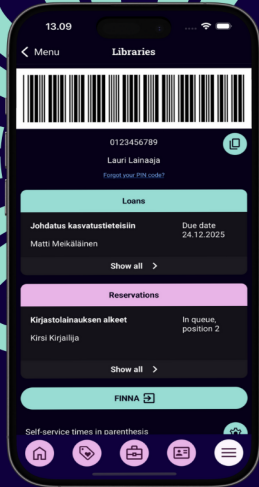 13.09
Menu
Libraries
0123456789
Lauri Lainaaja
Forgot your PIN code?
Loans
Johdatus kasvatustieteisiin
Due date
24.12.2025
Matti Meikäläinen
Show all
Reservations
Kirjastolainauksen alkeet
In queue,
position 2
Kirsi Kirjailija
Show all
FINNA
Self-service times in parenthesis